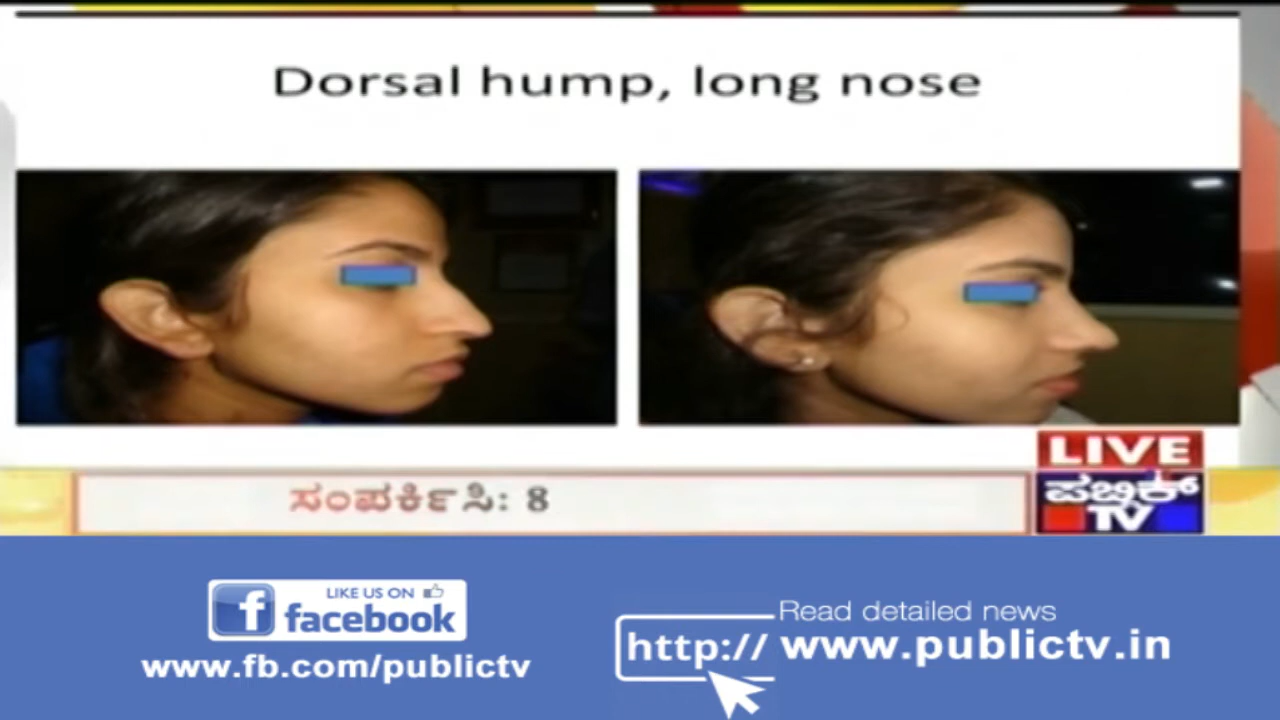 Dorsal hump, long nose
LIVE
ಸಂಪರ್ಕಿಸಿ: 8
ಪಬ್ಲಿಕ್
TV
LIKE US ON
f facebook
www.fb.com/publictv
Read detailed news
http:// www.publictv.in